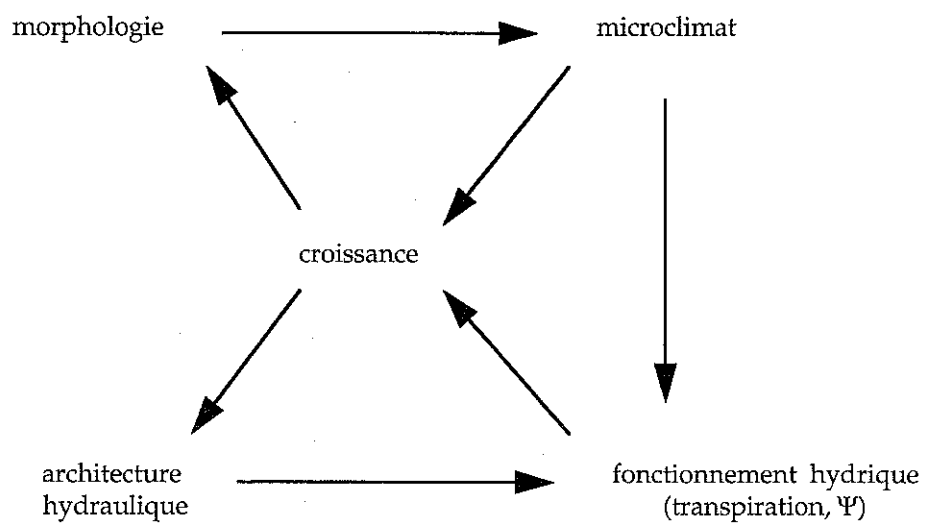 morphologie
microclimat
croissance
architecture
hydraulique
fonctionnement hydrique
(transpiration, Ψ)